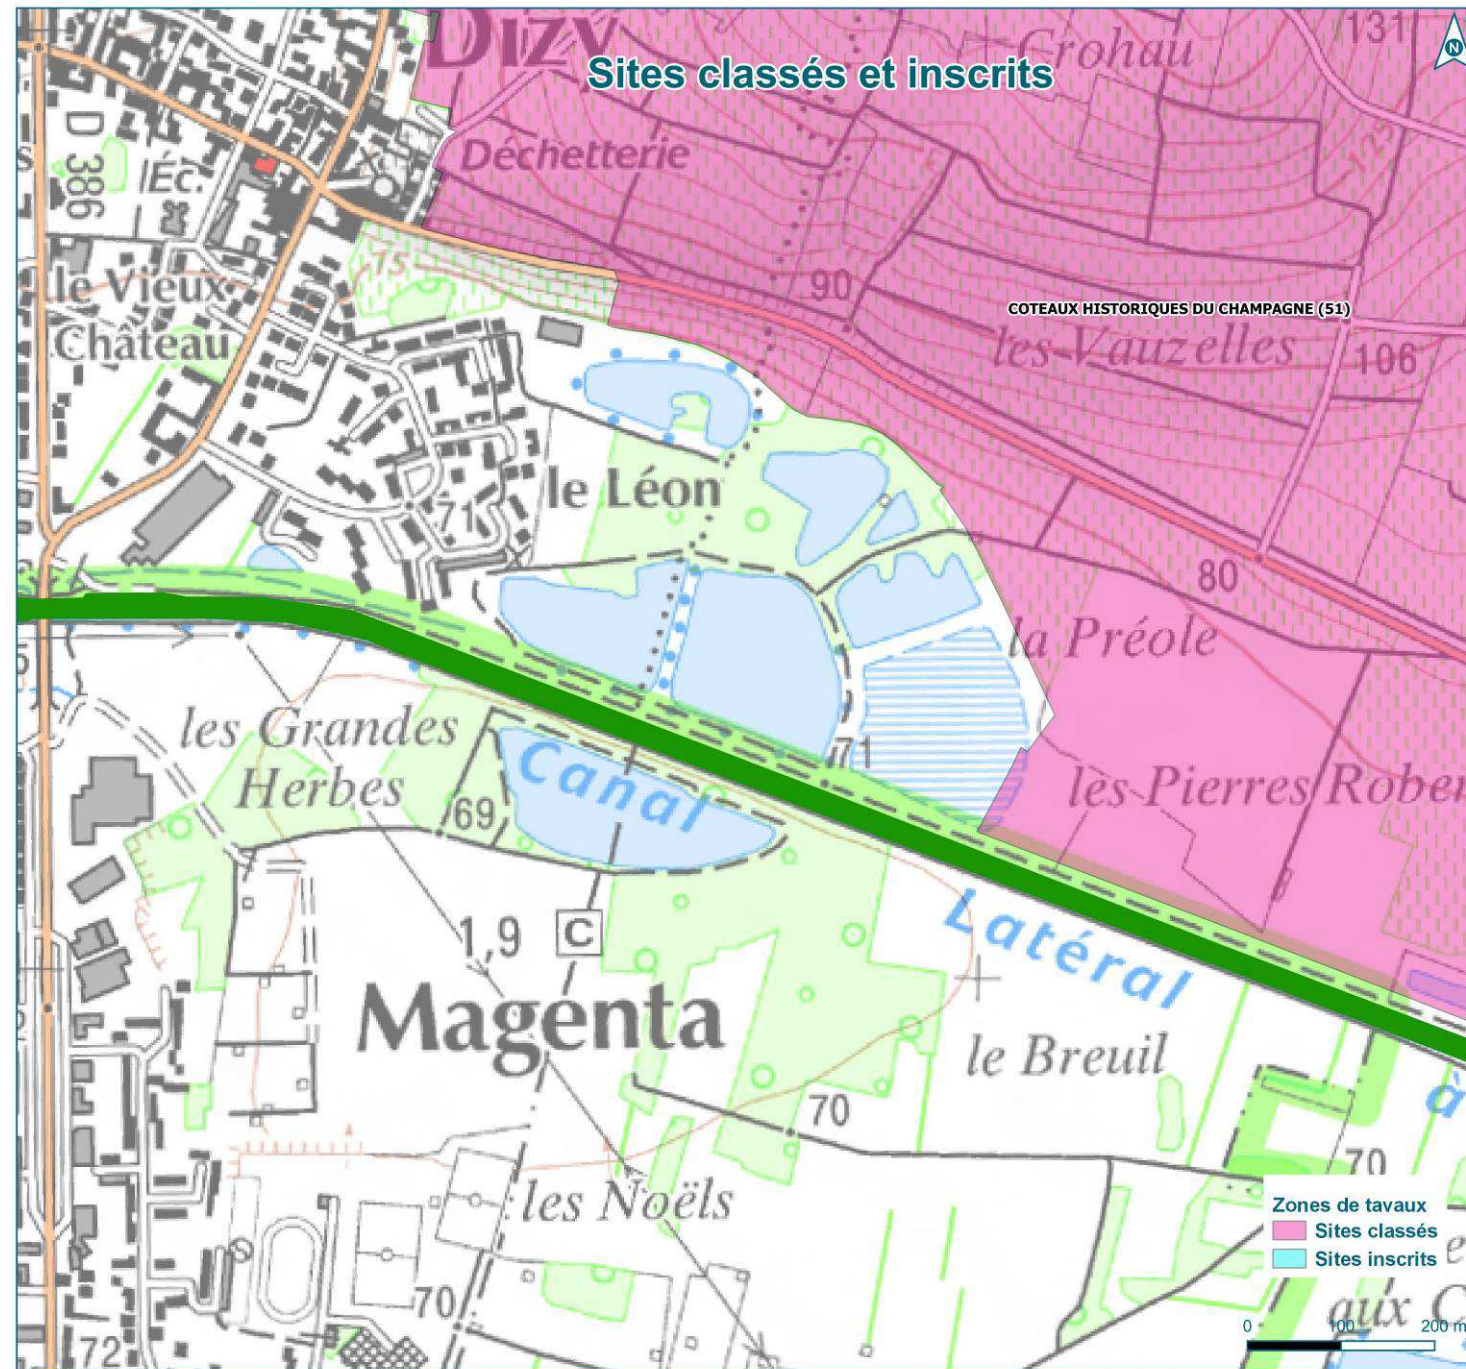 Dizy
Sites classés et inscrits
Crohau
131
N
D 386
Éc.
Déchetterie
125
75
le Vieux
Château
90
COTEAUX HISTORIQUES DU CHAMPAGNE (51)
les Vauzelles
106
le Léon
71
80
la Préole
les Grandes
Herbes
Canal
71
les Pierres Rober
69
1,9
C
Latéral
Magenta
le Breuil
à
70
70
les Noëls
Zones de tavaux
Sites classés
Sites inscrits
e
aux C
70
72
0 100 200 m